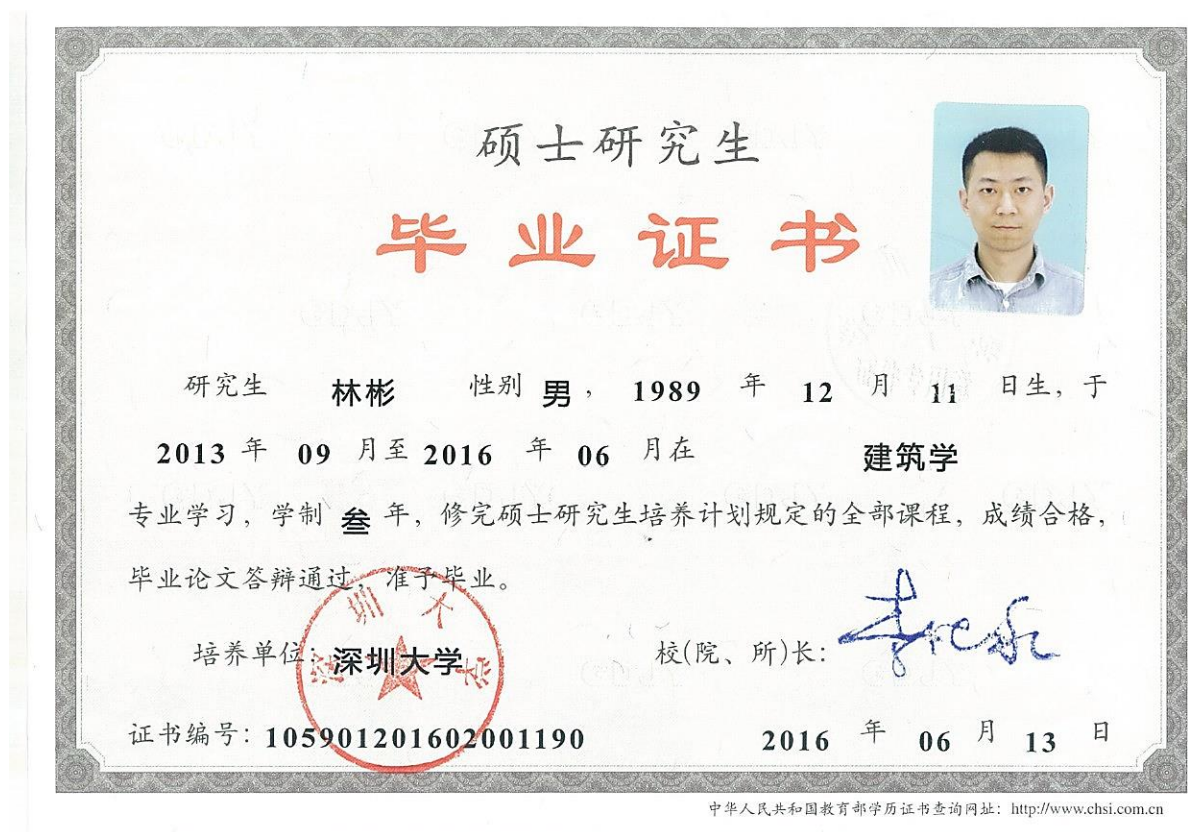 硕士研究生
毕业证书
研究生 林彬 性别 男，1989 年 12 月 11 日生，于
2013 年 09 月至 2016 年 06 月在 建筑学
专业学习，学制 叁 年，修完硕士研究生培养计划规定的全部课程，成绩合格，
毕业论文答辩通过，准予毕业。
深圳大学
培养单位：深圳大学 校(院、所)长：
证书编号：105901201602001190 2016 年 06 月 13 日
中华人民共和国教育部学历证书查询网址：http://www.chsi.com.cn